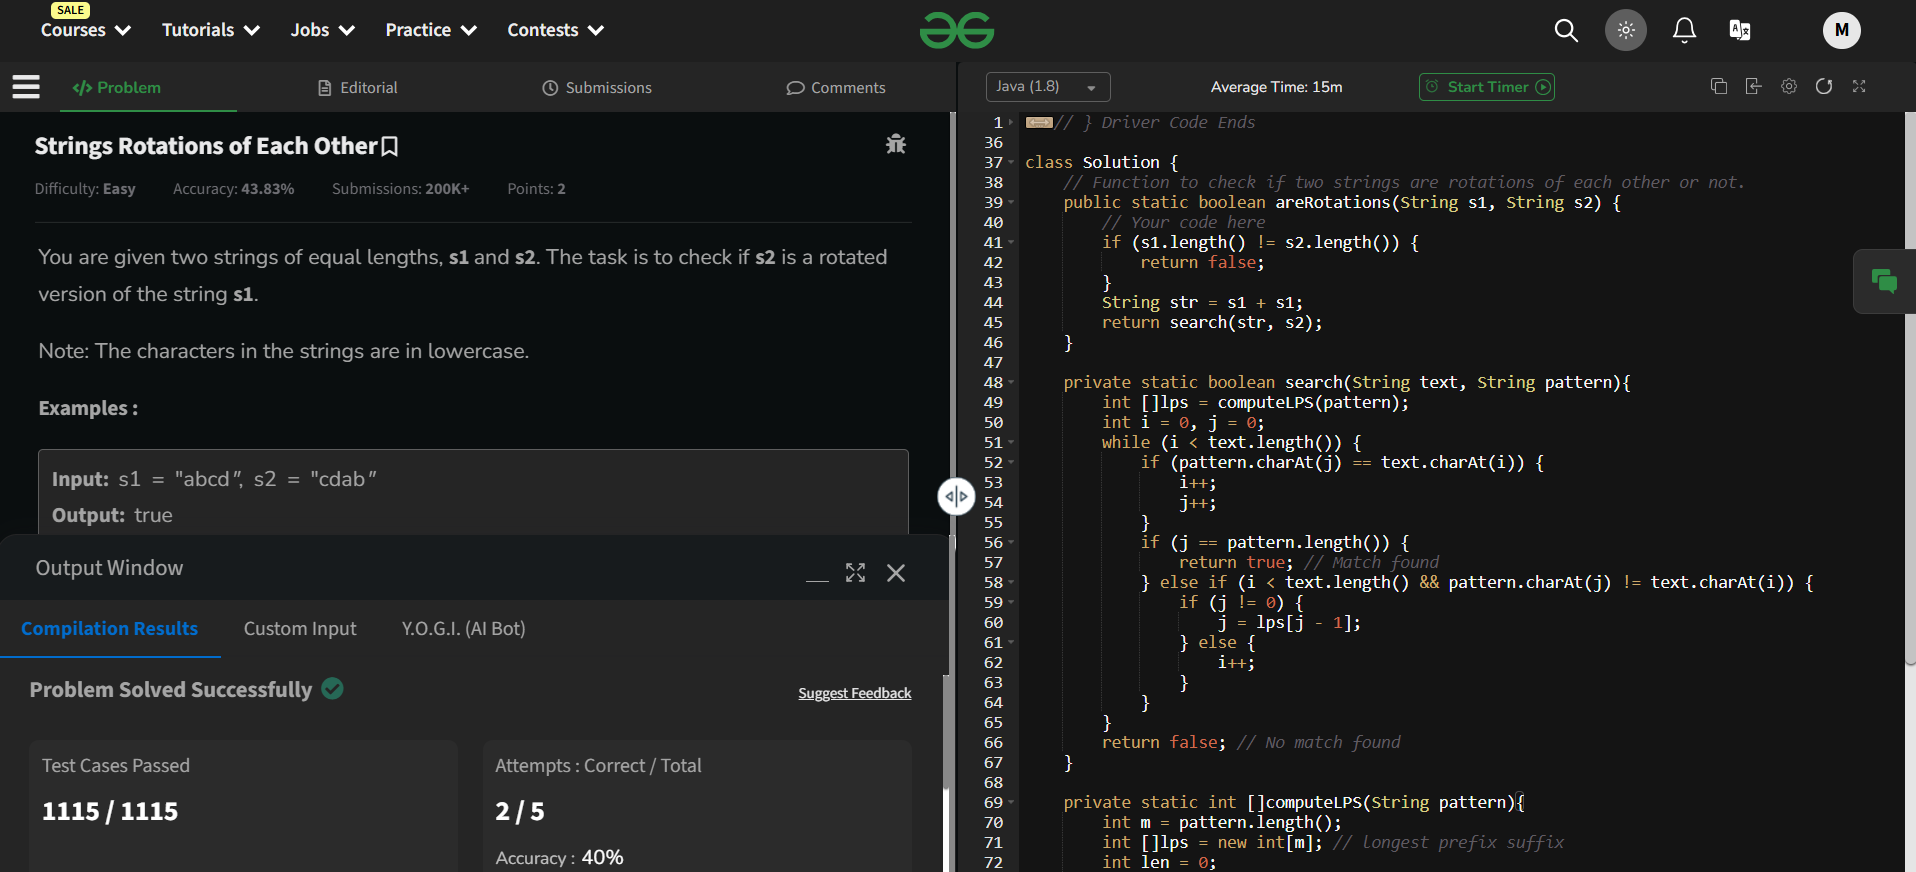 SALE
Courses Tutorials Jobs Practice Contests
M
Problem Editorial Submissions Comments
Strings Rotations of Each Other
Difficulty: Easy Accuracy: 43.83% Submissions: 200K+ Points: 2
You are given two strings of equal lengths, s1 and s2. The task is to check if s2 is a rotated
version of the string s1.
Note: The characters in the strings are in lowercase.
Examples :
Input: s1 = "abcd", s2 = "cdab"
Output: true
Output Window
Compilation Results Custom Input Y.O.G.I. (AI Bot)
Problem Solved Successfully
Suggest Feedback
Test Cases Passed
1115 / 1115
Attempts : Correct / Total
2 / 5
Accuracy : 40%
Java (1.8) Average Time: 15m Start Timer
1 // } Driver Code Ends
36
37 class Solution {
38 // Function to check if two strings are rotations of each other or not.
39 public static boolean areRotations(String s1, String s2) {
40 // Your code here
41 if (s1.length() != s2.length()) {
42 return false;
43 }
44 String str = s1 + s1;
45 return search(str, s2);
46 }
47
48 private static boolean search(String text, String pattern){
49 int []lps = computeLPS(pattern);
50 int i = 0, j = 0;
51 while (i < text.length()) {
52 if (pattern.charAt(j) == text.charAt(i)) {
53 i++;
54 j++;
55 }
56 if (j == pattern.length()) {
57 return true; // Match found
58 } else if (i < text.length() && pattern.charAt(j) != text.charAt(i)) {
59 if (j != 0) {
60 j = lps[j - 1];
61 } else {
62 i++;
63 }
64 }
65 }
66 return false; // No match found
67 }
68
69 private static int []computeLPS(String pattern){
70 int m = pattern.length();
71 int []lps = new int[m]; // longest prefix suffix
72 int len = 0;